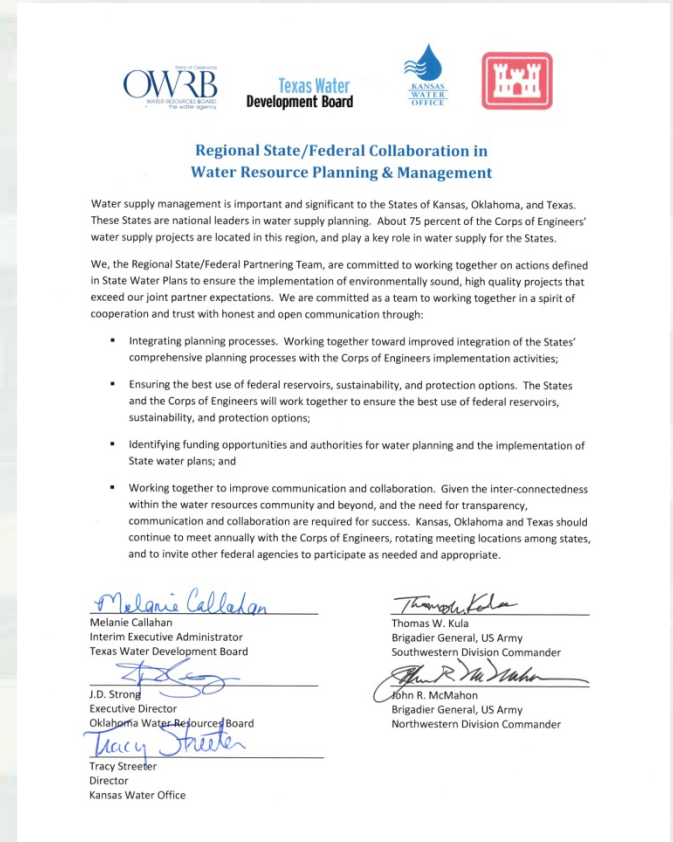 State of Oklahoma
OWRB
WATER RESOURCES BOARD
the water agency
Texas Water
Development Board
KANSAS
WATER
OFFICE
Regional State/Federal Collaboration in
Water Resource Planning & Management
Water supply management is important and significant to the States of Kansas, Oklahoma, and Texas.
These States are national leaders in water supply planning. About 75 percent of the Corps of Engineers'
water supply projects are located in this region, and play a key role in water supply for the States.
We, the Regional State/Federal Partnering Team, are committed to working together on actions defined
in State Water Plans to ensure the implementation of environmentally sound, high quality projects that
exceed our joint partner expectations. We are committed as a team to working together in a spirit of
cooperation and trust with honest and open communication through:
▪ Integrating planning processes. Working together toward improved integration of the States'
comprehensive planning processes with the Corps of Engineers implementation activities;
▪ Ensuring the best use of federal reservoirs, sustainability, and protection options. The States
and the Corps of Engineers will work together to ensure the best use of federal reservoirs,
sustainability, and protection options;
▪ Identifying funding opportunities and authorities for water planning and the implementation of
State water plans; and
▪ Working together to improve communication and collaboration. Given the inter-connectedness
within the water resources community and beyond, and the need for transparency,
communication and collaboration are required for success. Kansas, Oklahoma and Texas should
continue to meet annually with the Corps of Engineers, rotating meeting locations among states,
and to invite other federal agencies to participate as needed and appropriate.
Melanie Callahan
Melanie Callahan
Interim Executive Administrator
Texas Water Development Board
J.D. Strong
Executive Director
Oklahoma Water Resources Board
Tracy Streeter
Tracy Streeter
Director
Kansas Water Office
Thomas W. Kula
Thomas W. Kula
Brigadier General, US Army
Southwestern Division Commander
John R. McMahon
John R. McMahon
Brigadier General, US Army
Northwestern Division Commander